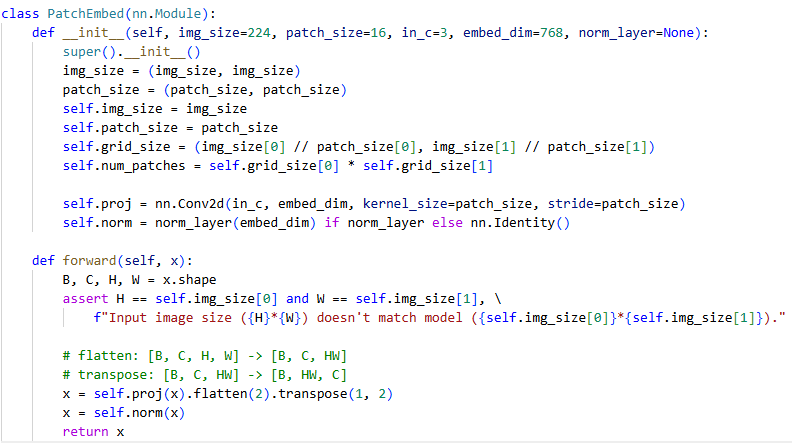 class PatchEmbed(nn.Module):
    def __init__(self, img_size=224, patch_size=16, in_c=3, embed_dim=768, norm_layer=None):
        super().__init__()
        img_size = (img_size, img_size)
        patch_size = (patch_size, patch_size)
        self.img_size = img_size
        self.patch_size = patch_size
        self.grid_size = (img_size[0] // patch_size[0], img_size[1] // patch_size[1])
        self.num_patches = self.grid_size[0] * self.grid_size[1]

        self.proj = nn.Conv2d(in_c, embed_dim, kernel_size=patch_size, stride=patch_size)
        self.norm = norm_layer(embed_dim) if norm_layer else nn.Identity()

    def forward(self, x):
        B, C, H, W = x.shape
        assert H == self.img_size[0] and W == self.img_size[1], \
            f"Input image size ({H}*{W}) doesn't match model ({self.img_size[0]}*{self.img_size[1]})."

        # flatten: [B, C, H, W] -> [B, C, HW]
        # transpose: [B, C, HW] -> [B, HW, C]
        x = self.proj(x).flatten(2).transpose(1, 2)
        x = self.norm(x)
        return x